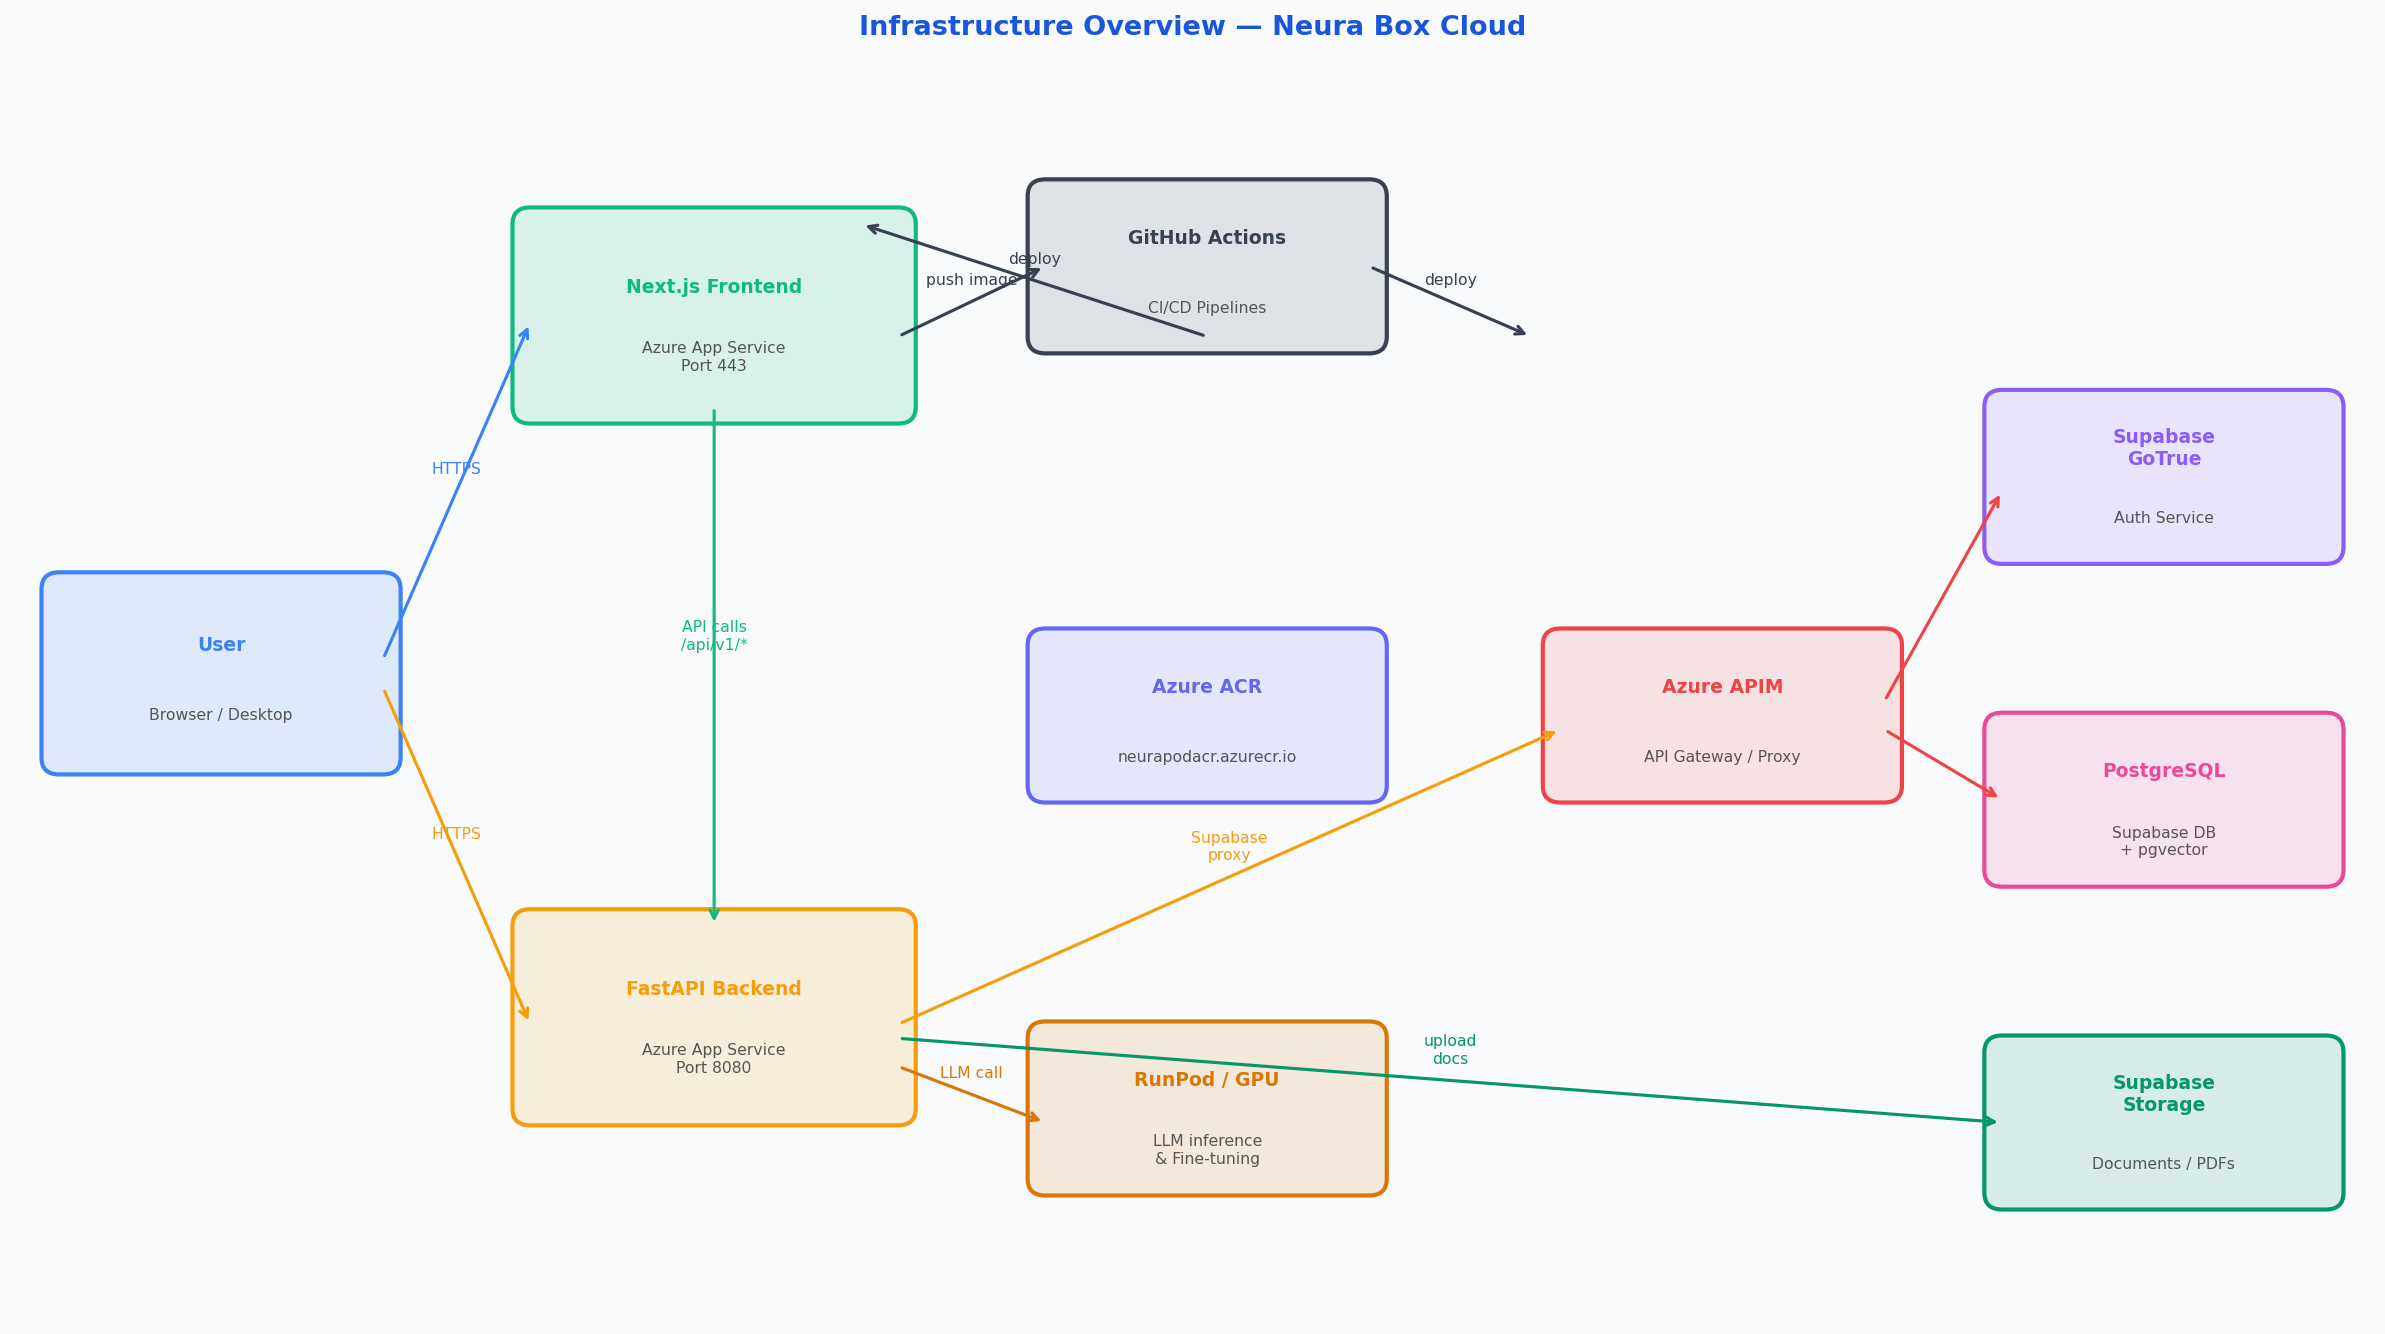 Infrastructure Overview — Neura Box Cloud
GitHub Actions
CI/CD Pipelines
deploy
push image
deploy
Next.js Frontend
Azure App Service
Port 443
Supabase
GoTrue
Auth Service
HTTPS
API calls
/api/v1/*
User
Browser / Desktop
Azure ACR
neurapodacr.azurecr.io
Azure APIM
API Gateway / Proxy
PostgreSQL
Supabase DB
+ pgvector
HTTPS
Supabase
proxy
FastAPI Backend
Azure App Service
Port 8080
LLM call
RunPod / GPU
LLM inference
& Fine-tuning
upload
docs
Supabase
Storage
Documents / PDFs